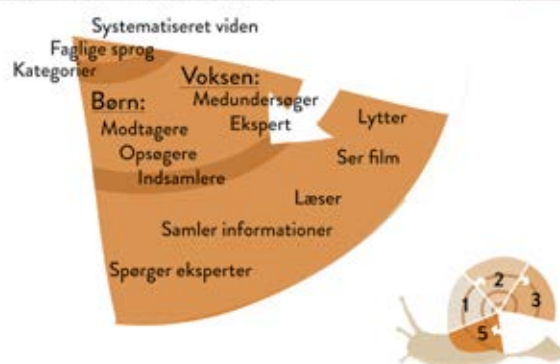 Systematiseret viden
Faglige sprog
Kategorier
Voksen:
Medundersøger
Ekspert
Børn:
Modtagere
Opsøgere
Indsamlere
Lytter
Ser film
Læser
Samler informationer
Spørger eksperter
1
2
3
5